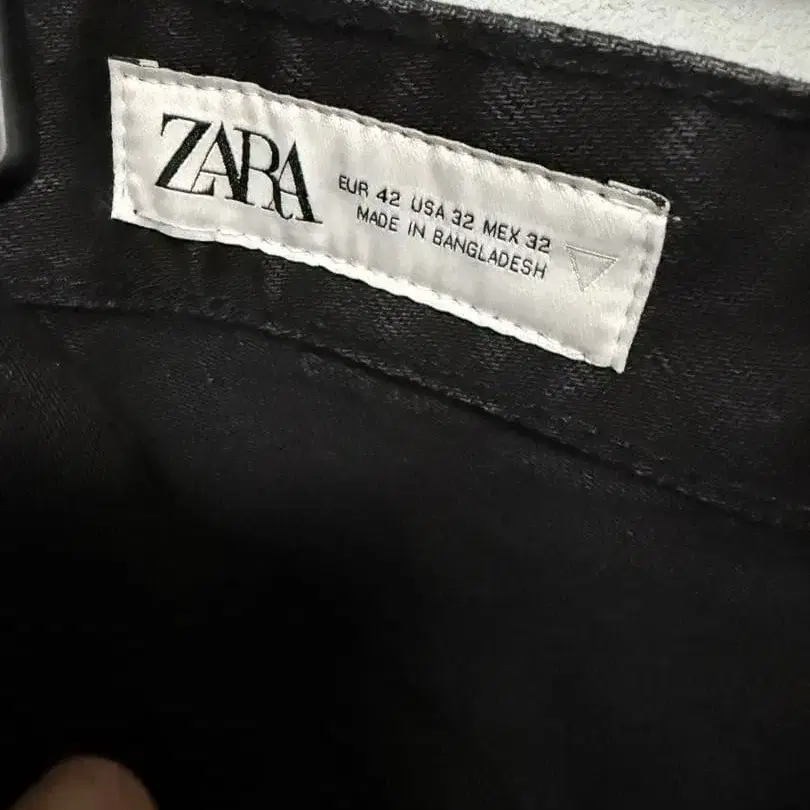 ZARA
EUR 42 USA 32 MEX 32
MADE IN BANGLADESH